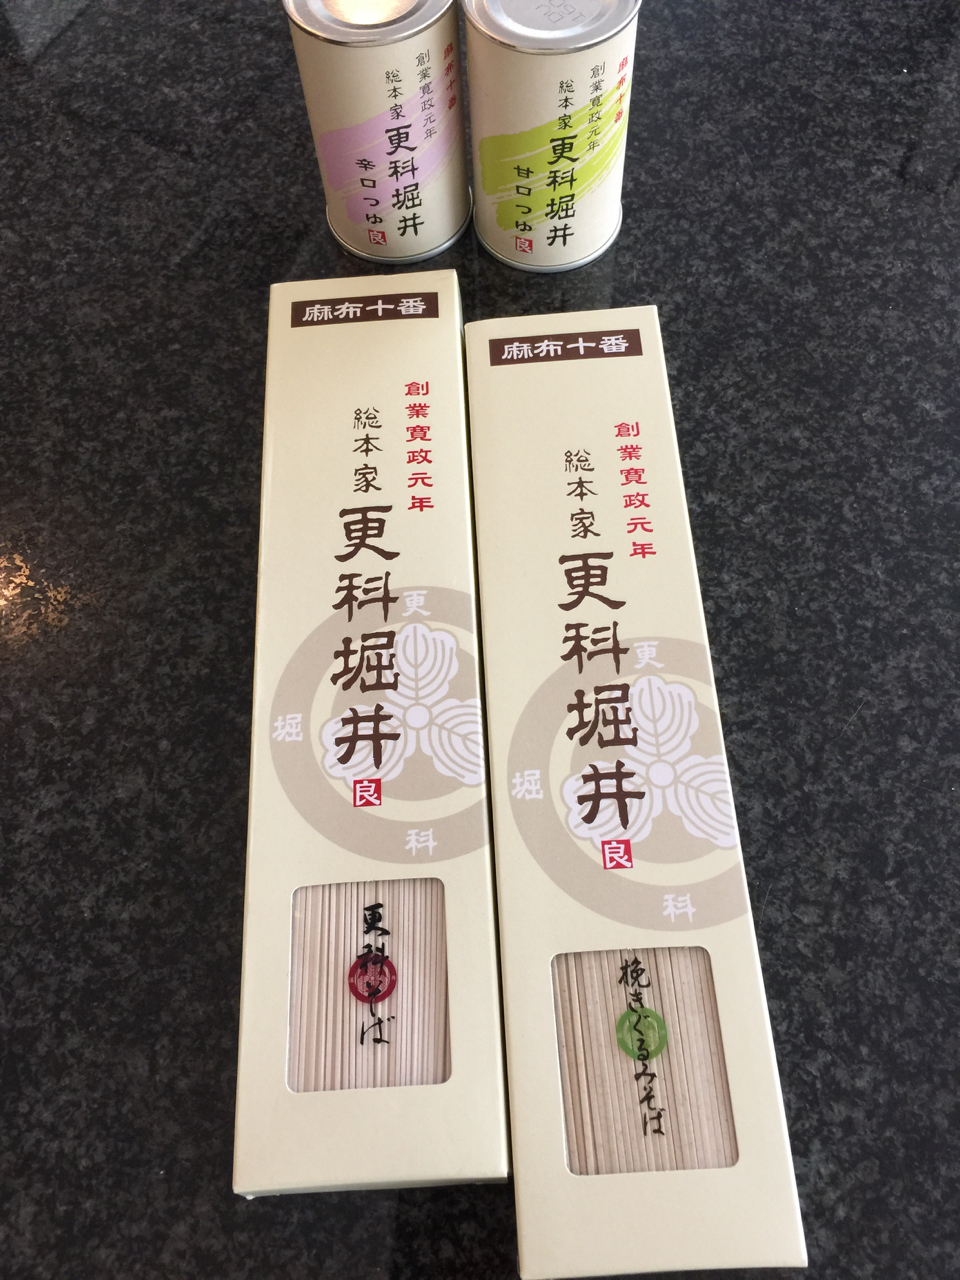 麻布十番
創業寛政元年
総本家
更科堀井
辛口つゆ
良
麻布十番
創業寛政元年
総本家
更科堀井
甘口つゆ
良
麻布十番
創業寛政元年
総本家
更科堀井
良
更
堀
科
更科そば
麻布十番
創業寛政元年
総本家
更科堀井
良
更
堀
科
挽きぐるみそば